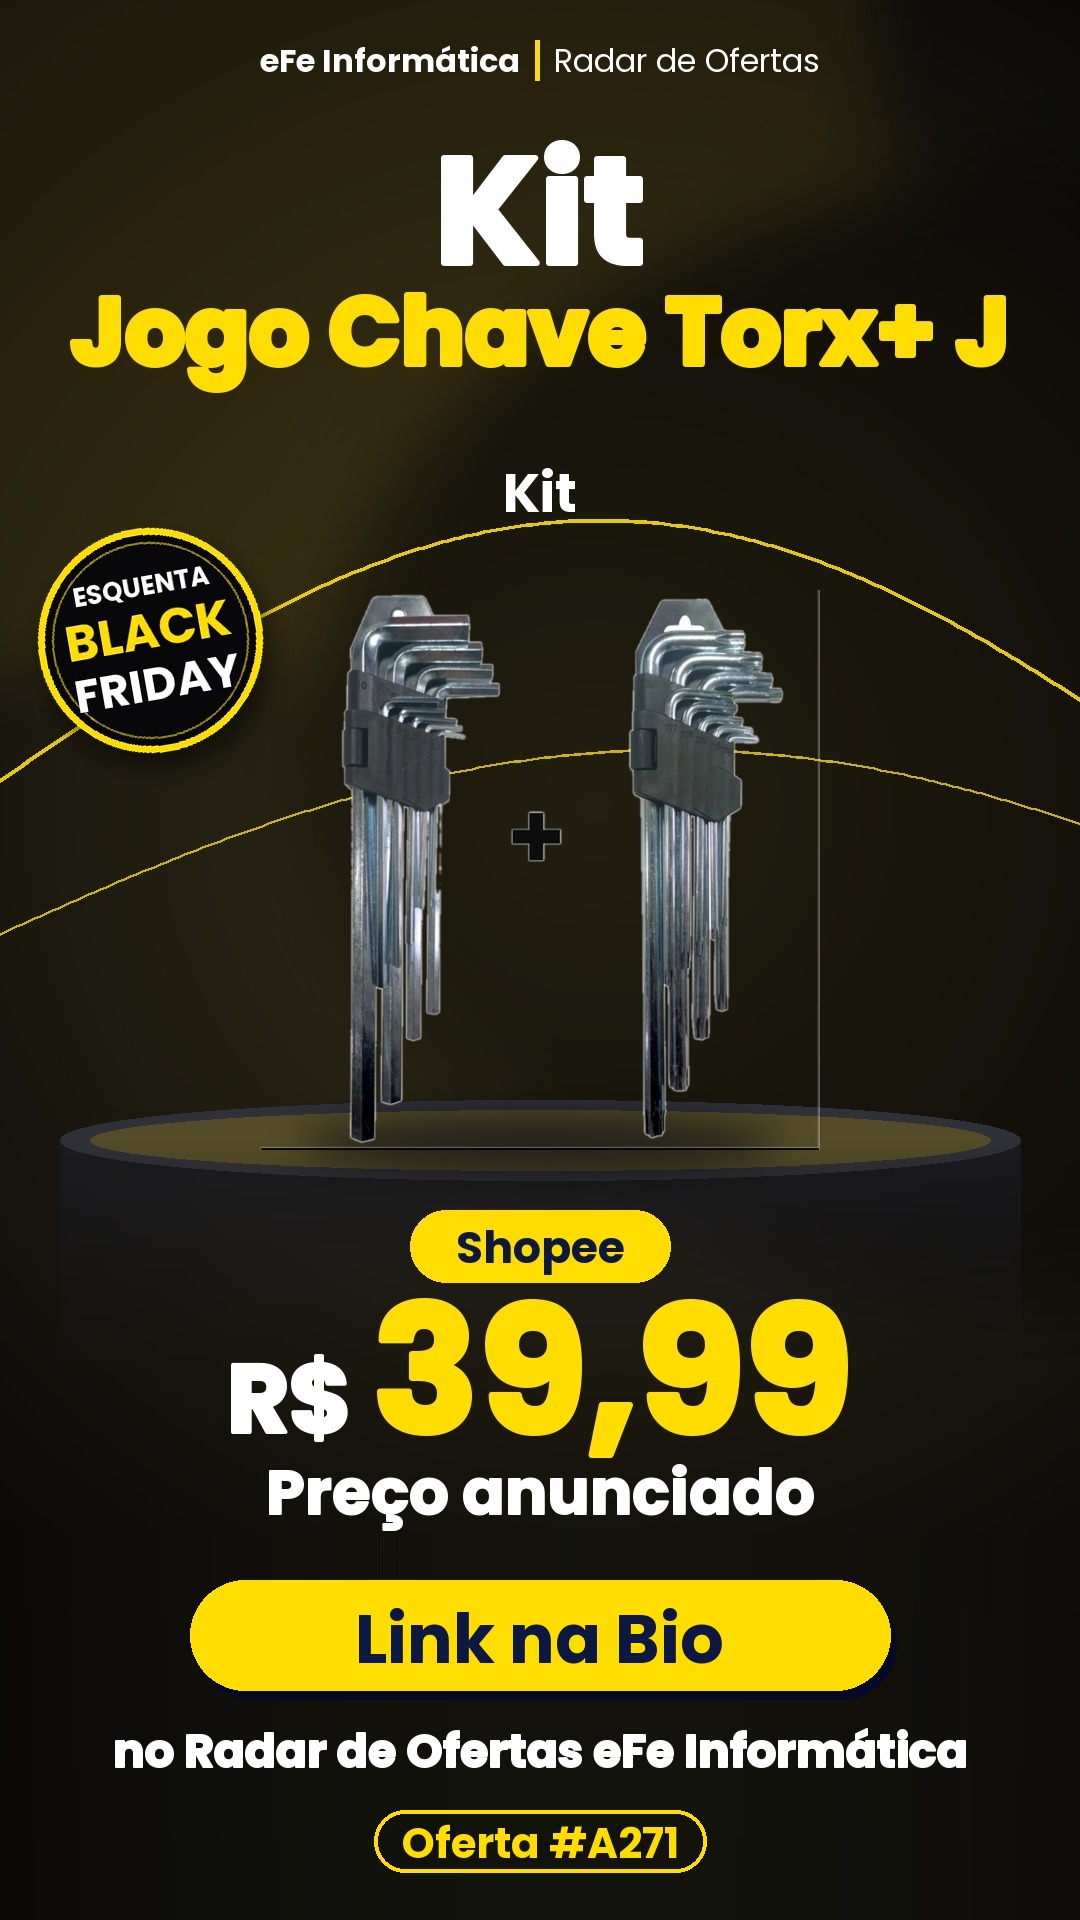 eFe Informática | Radar de Ofertas
Kit
Jogo Chave Torx+ J
Kit
ESQUENTA
BLACK
FRIDAY
+
Shopee
R$ 39,99
Preço anunciado
Link na Bio
no Radar de Ofertas eFe Informática
Oferta #A271